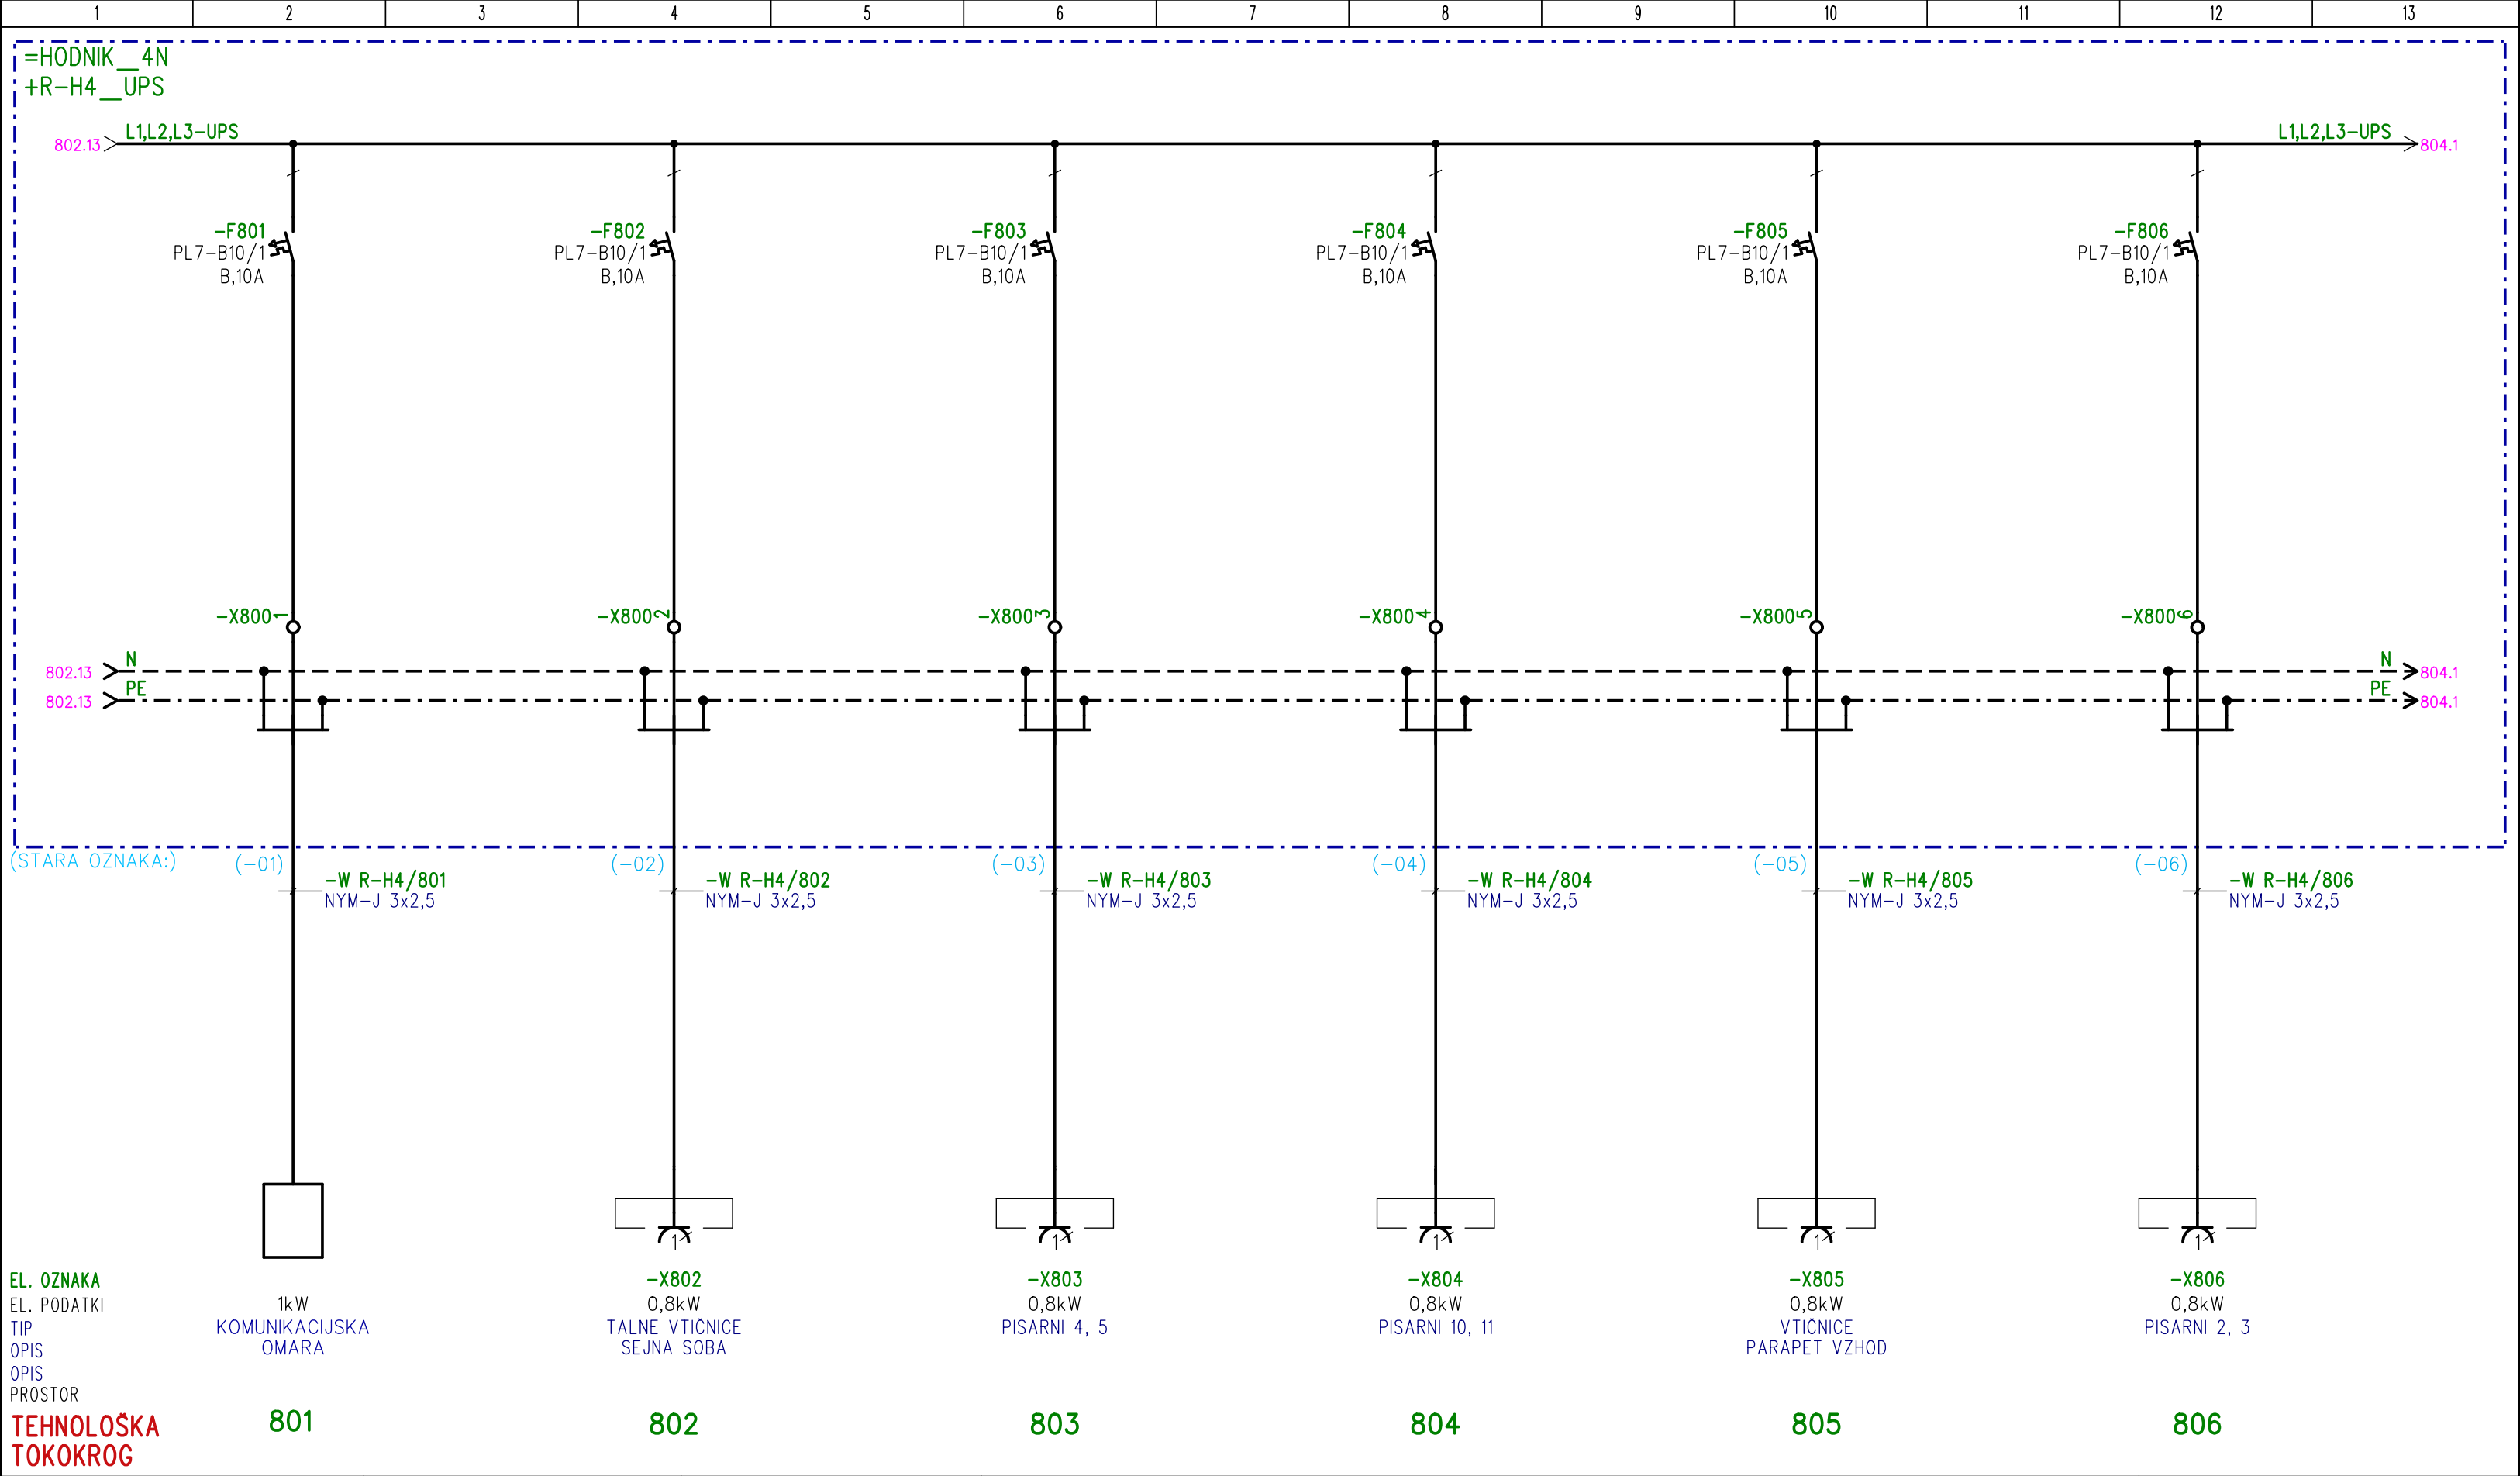 1 2 3 4 5 6 7 8 9 10 11 12 13
=HODNIK__4N
+R-H4__UPS
L1,L2,L3-UPS L1,L2,L3-UPS
802.13 804.1
-F801 -F802 -F803 -F804 -F805 -F806
PL7-B10/1 PL7-B10/1 PL7-B10/1 PL7-B10/1 PL7-B10/1 PL7-B10/1
B,10A B,10A B,10A B,10A B,10A B,10A
-X800 1 -X800 2 -X800 3 -X800 4 -X800 5 -X800 6
N N
802.13 804.1
PE PE
802.13 804.1
(STARA OZNAKA:) (-01) (-02) (-03) (-04) (-05) (-06)
-W R-H4/801 -W R-H4/802 -W R-H4/803 -W R-H4/804 -W R-H4/805 -W R-H4/806
NYM-J 3x2,5 NYM-J 3x2,5 NYM-J 3x2,5 NYM-J 3x2,5 NYM-J 3x2,5 NYM-J 3x2,5
1 1 1 1 1
EL. OZNAKA -X802 -X803 -X804 -X805 -X806
EL. PODATKI 1kW 0,8kW 0,8kW 0,8kW 0,8kW 0,8kW
TIP KOMUNIKACIJSKA TALNE VTIČNICE PISARNI 4, 5 PISARNI 10, 11 VTIČNICE PISARNI 2, 3
OPIS OMARA SEJNA SOBA PARAPET VZHOD
OPIS
PROSTOR
TEHNOLOŠKA 801 802 803 804 805 806
TOKOKROG